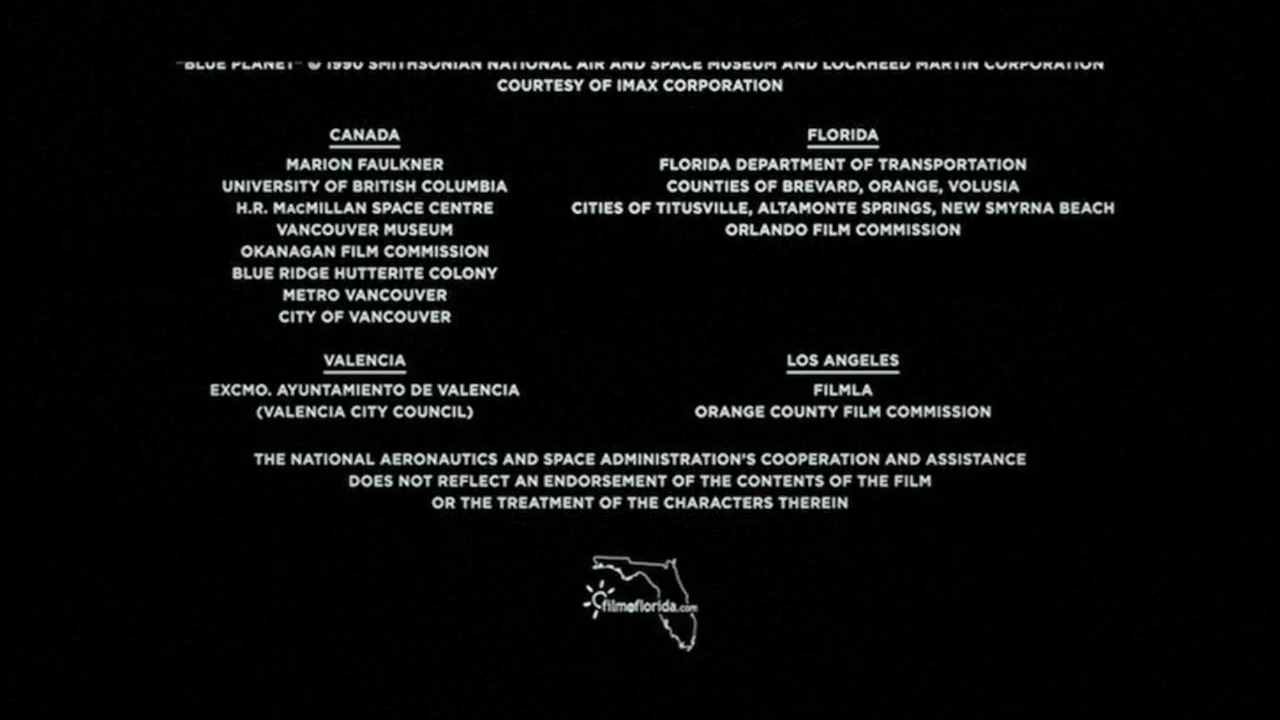 "BLUE PLANET" © 1990 SMITHSONIAN NATIONAL AIR AND SPACE MUSEUM AND LOCKHEED MARTIN CORPORATION
COURTESY OF IMAX CORPORATION
CANADA
MARION FAULKNER
UNIVERSITY OF BRITISH COLUMBIA
H.R. MACMILLAN SPACE CENTRE
VANCOUVER MUSEUM
OKANAGAN FILM COMMISSION
BLUE RIDGE HUTTERITE COLONY
METRO VANCOUVER
CITY OF VANCOUVER
FLORIDA
FLORIDA DEPARTMENT OF TRANSPORTATION
COUNTIES OF BREVARD, ORANGE, VOLUSIA
CITIES OF TITUSVILLE, ALTAMONTE SPRINGS, NEW SMYRNA BEACH
ORLANDO FILM COMMISSION
VALENCIA
EXCMO. AYUNTAMIENTO DE VALENCIA
(VALENCIA CITY COUNCIL)
LOS ANGELES
FILMLA
ORANGE COUNTY FILM COMMISSION
THE NATIONAL AERONAUTICS AND SPACE ADMINISTRATION'S COOPERATION AND ASSISTANCE
DOES NOT REFLECT AN ENDORSEMENT OF THE CONTENTS OF THE FILM
OR THE TREATMENT OF THE CHARACTERS THEREIN
filminflorida.com